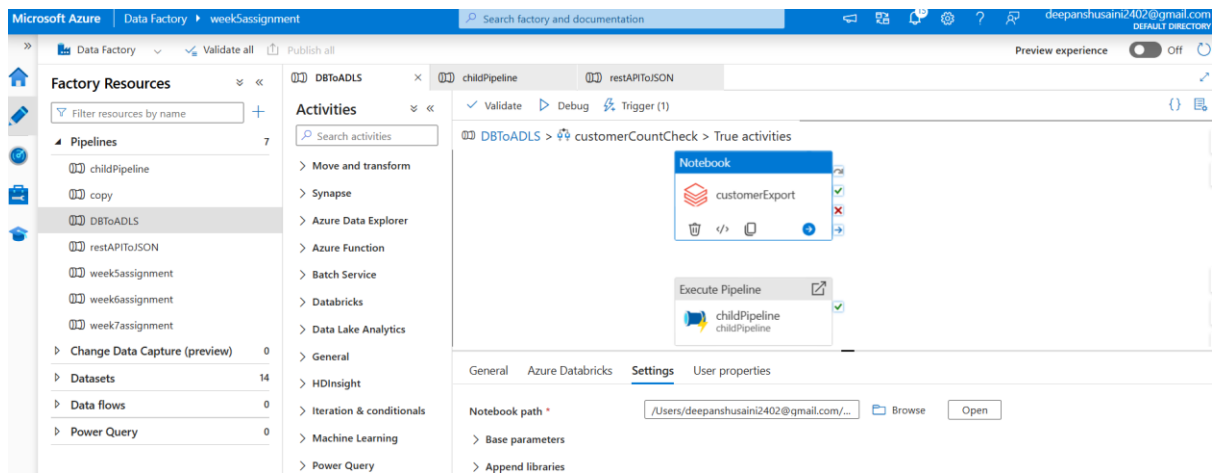 Microsoft Azure Data Factory week5assignment Search factory and documentation 15 deepanshusaini2402@gmail.com
DEFAULT DIRECTORY
Data Factory Validate all Publish all Preview experience Off
Factory Resources
Filter resources by name
Pipelines 7
childPipeline
copy
DBToADLS
restAPIToJSON
week5assignment
week6assignment
week7assignment
Change Data Capture (preview) 0
Datasets 14
Data flows 0
Power Query 0
DBToADLS childPipeline restAPIToJSON
Activities
Search activities
Move and transform
Synapse
Azure Data Explorer
Azure Function
Batch Service
Databricks
Data Lake Analytics
General
HDInsight
Iteration & conditionals
Machine Learning
Power Query
Validate Debug Trigger (1)
DBToADLS > customerCountCheck > True activities
Notebook
customerExport
Execute Pipeline
childPipeline
childPipeline
General Azure Databricks Settings User properties
Notebook path * /Users/deepanshusaini2402@gmail.com/... Browse Open
Base parameters
Append libraries